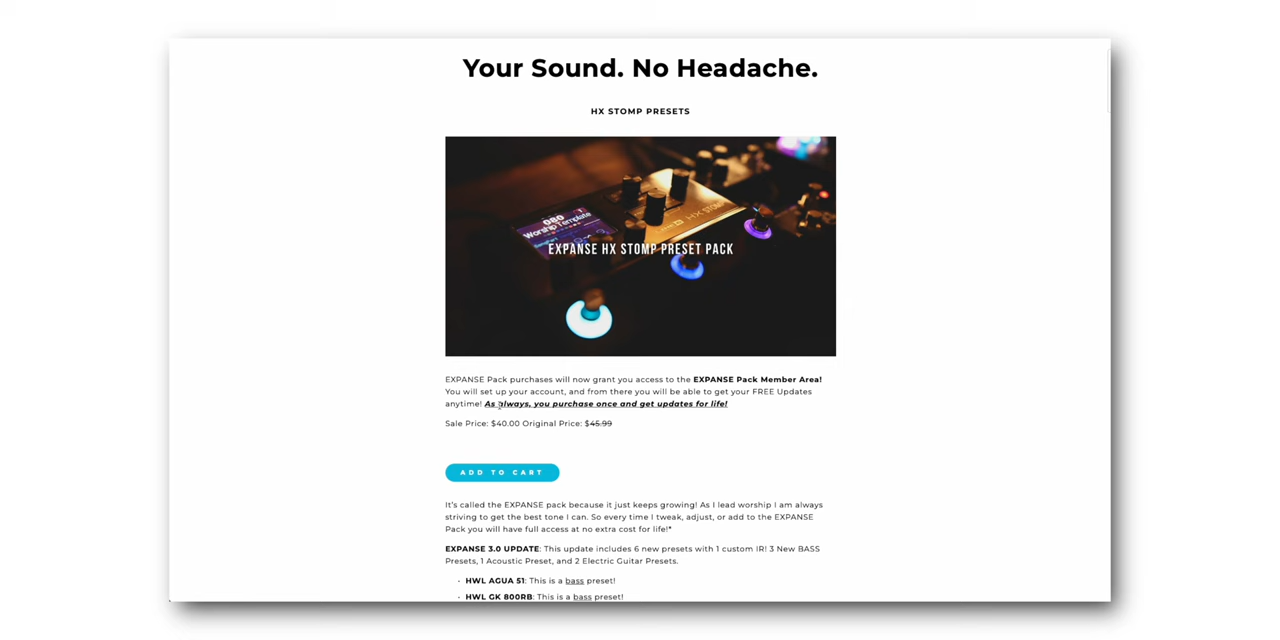 Your Sound. No Headache.
HX STOMP PRESETS
080
Worship Template
HX STOMP
EXPANSE HX STOMP PRESET PACK
EXPANSE Pack purchases will now grant you access to the EXPANSE Pack Member Area!
You will set up your account, and from there you will be able to get your FREE Updates
anytime! As always, you purchase once and get updates for life!
Sale Price: $40.00 Original Price: $45.99
ADD TO CART
It's called the EXPANSE pack because it just keeps growing! As I lead worship I am always
striving to get the best tone I can. So every time I tweak, adjust, or add to the EXPANSE
Pack you will have full access at no extra cost for life!*
EXPANSE 3.0 UPDATE: This update includes 6 new presets with 1 custom IR! 3 New BASS
Presets, 1 Acoustic Preset, and 2 Electric Guitar Presets.
• HWL AGUA 51: This is a bass preset!
• HWL GK 800RB: This is a bass preset!